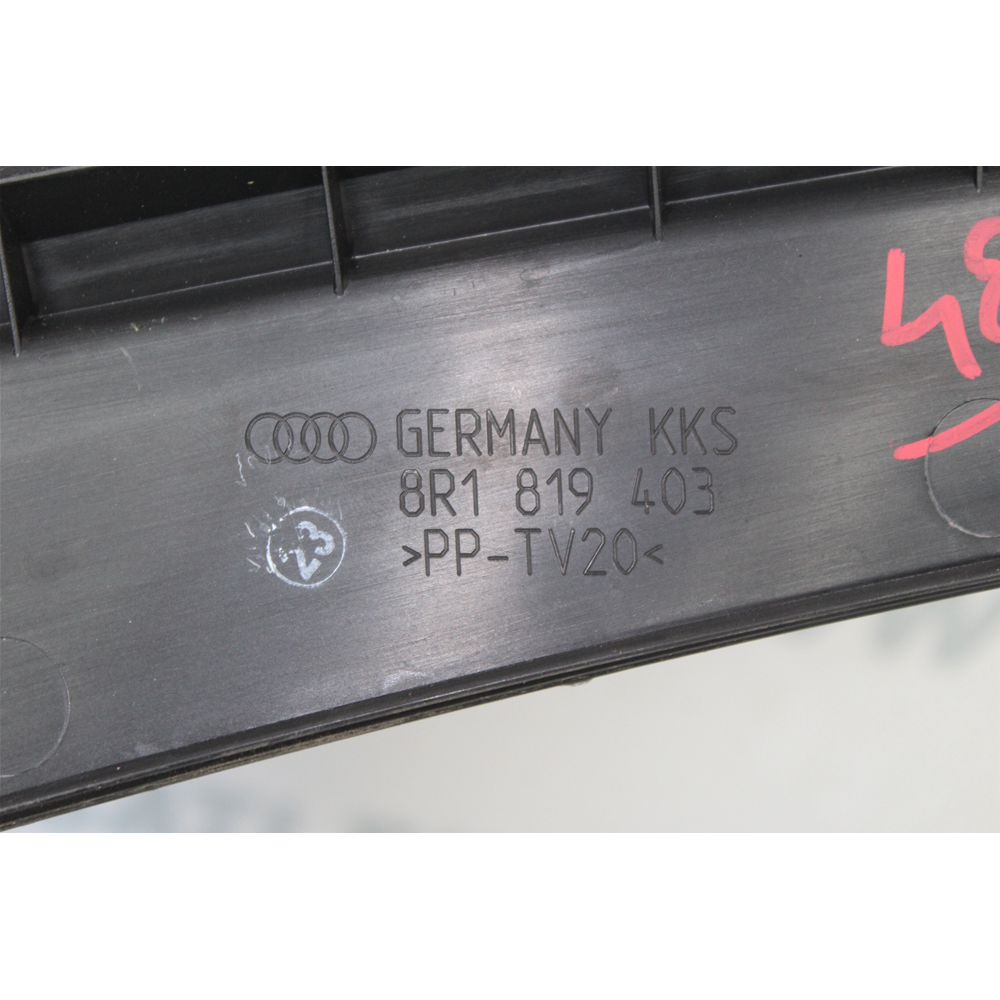 GERMANY KKS
8R1 819 403
>PP-TV20<